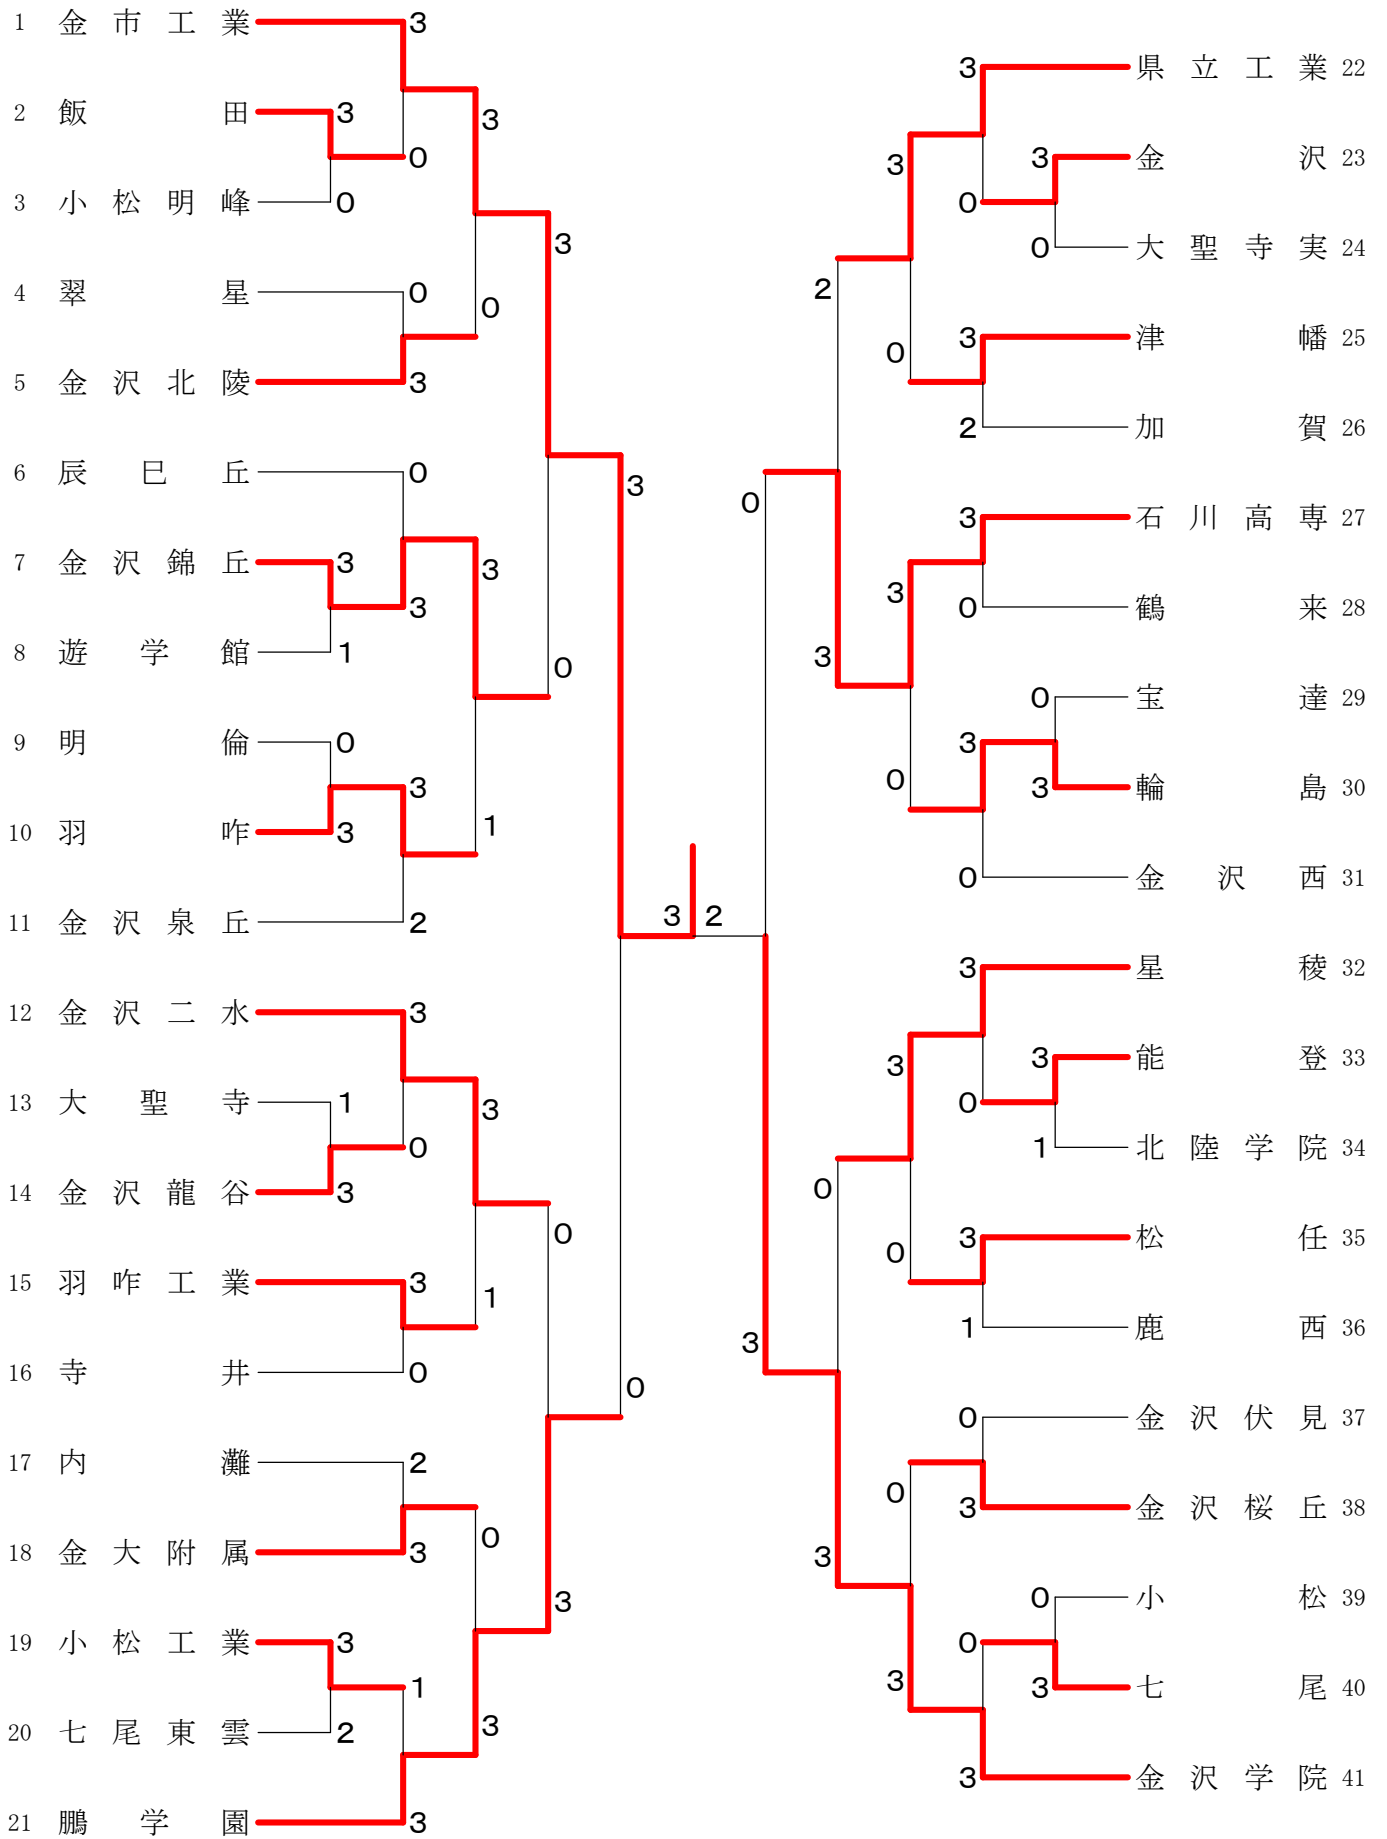 1 金市工業 3
2 飯田 3
3
0
3 小松明峰 0
3
4 翠星 0
0
5 金沢北陵 3
6 辰巳丘 0
3
7 金沢錦丘 3
3
3
8 遊学館 1
0
9 明倫 0
3
10 羽咋 3
1
11 金沢泉丘 2
12 金沢二水 3
13 大聖寺 1
3
0
14 金沢龍谷 3
0
15 羽咋工業 3
1
16 寺井 0
0
17 内灘 2
0
18 金大附属 3
3
19 小松工業 3
1
20 七尾東雲 2
3
21 鵬学園 3
3 2
3 県立工業 22
3
3 金沢 23
0
0 大聖寺実 24
2
3 津幡 25
0
2 加賀 26
0
3 石川高専 27
3
0 鶴来 28
3
0 宝達 29
3
0
3 輪島 30
0 金沢西 31
3 星稜 32
3
3 能登 33
0
1 北陸学院 34
0
3 松任 35
0
1 鹿西 36
3
0 金沢伏見 37
0
3 金沢桜丘 38
3
0 小松 39
0
3
3 七尾 40
3 金沢学院 41